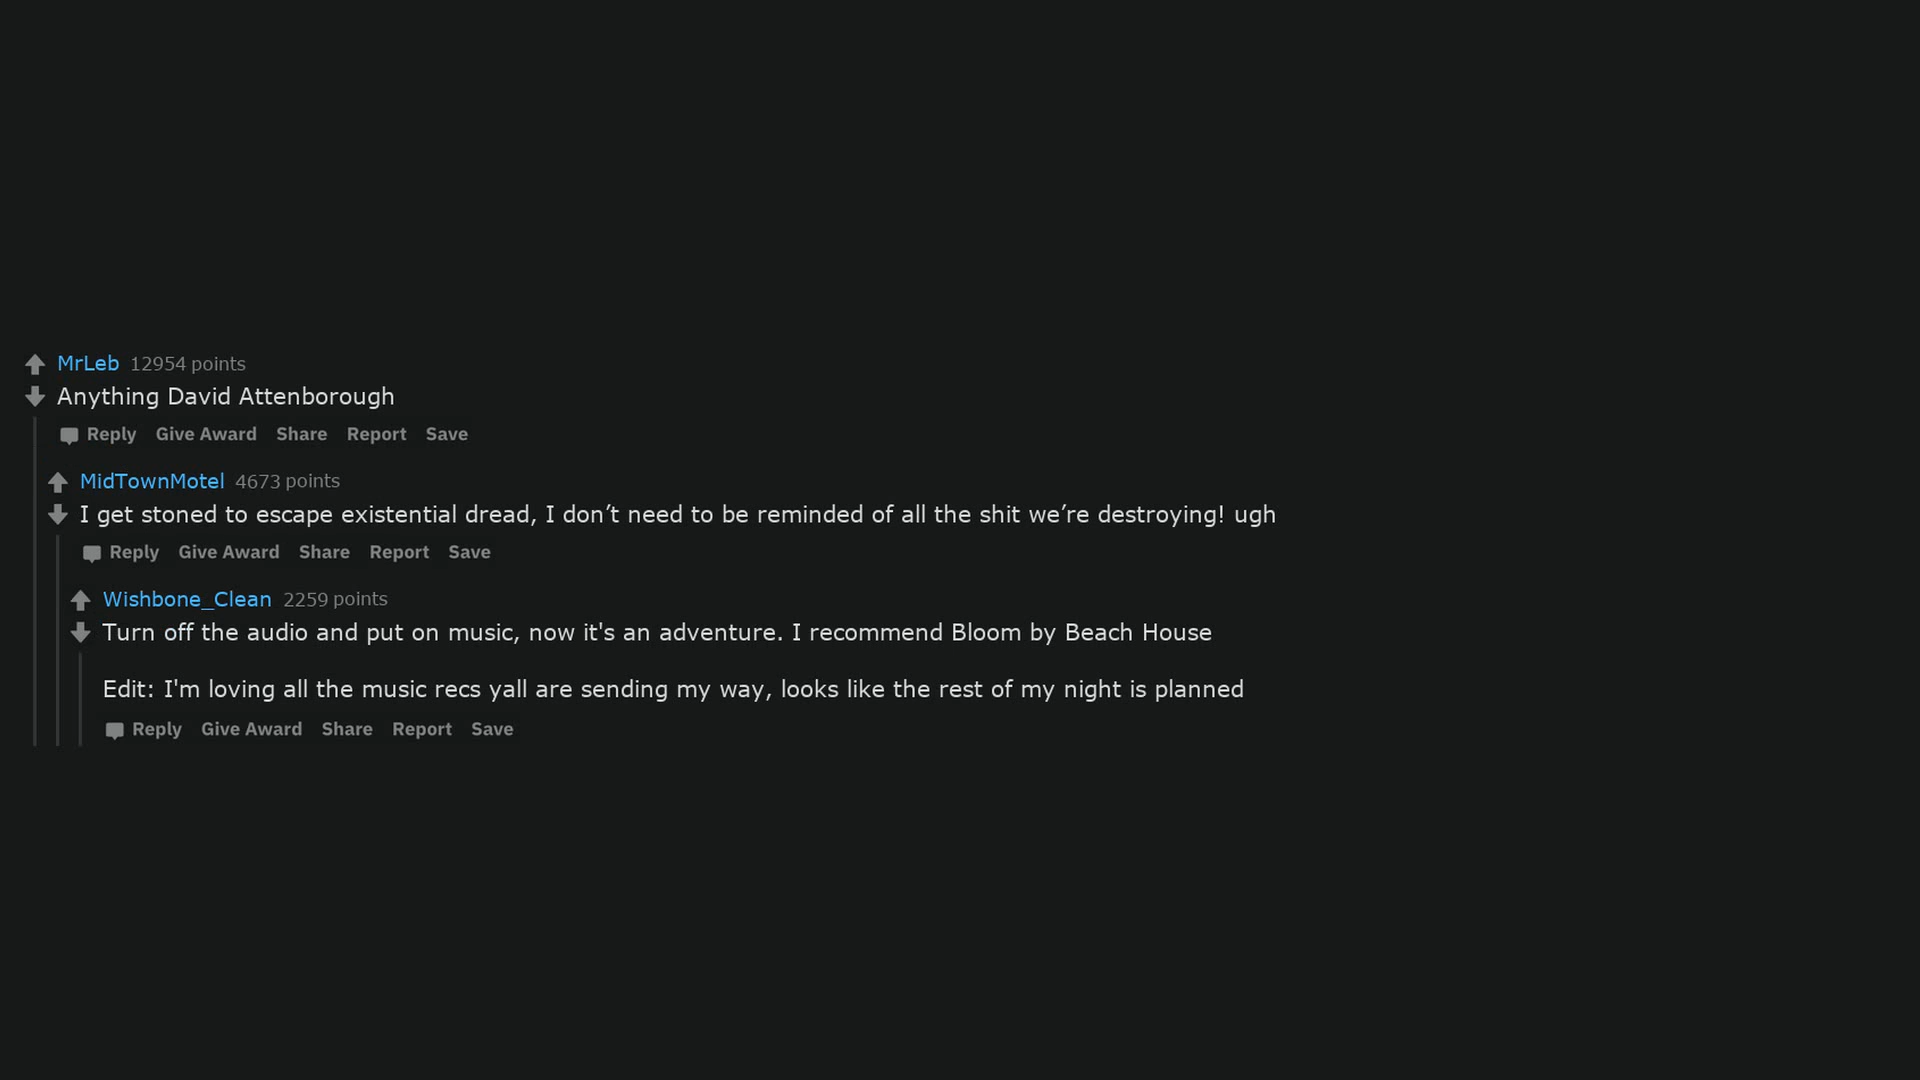 MrLeb 12954 points
Anything David Attenborough
Reply Give Award Share Report Save
MidTownMotel 4673 points
I get stoned to escape existential dread, I don’t need to be reminded of all the shit we’re destroying! ugh
Reply Give Award Share Report Save
Wishbone_Clean 2259 points
Turn off the audio and put on music, now it's an adventure. I recommend Bloom by Beach House
Edit: I'm loving all the music recs yall are sending my way, looks like the rest of my night is planned
Reply Give Award Share Report Save